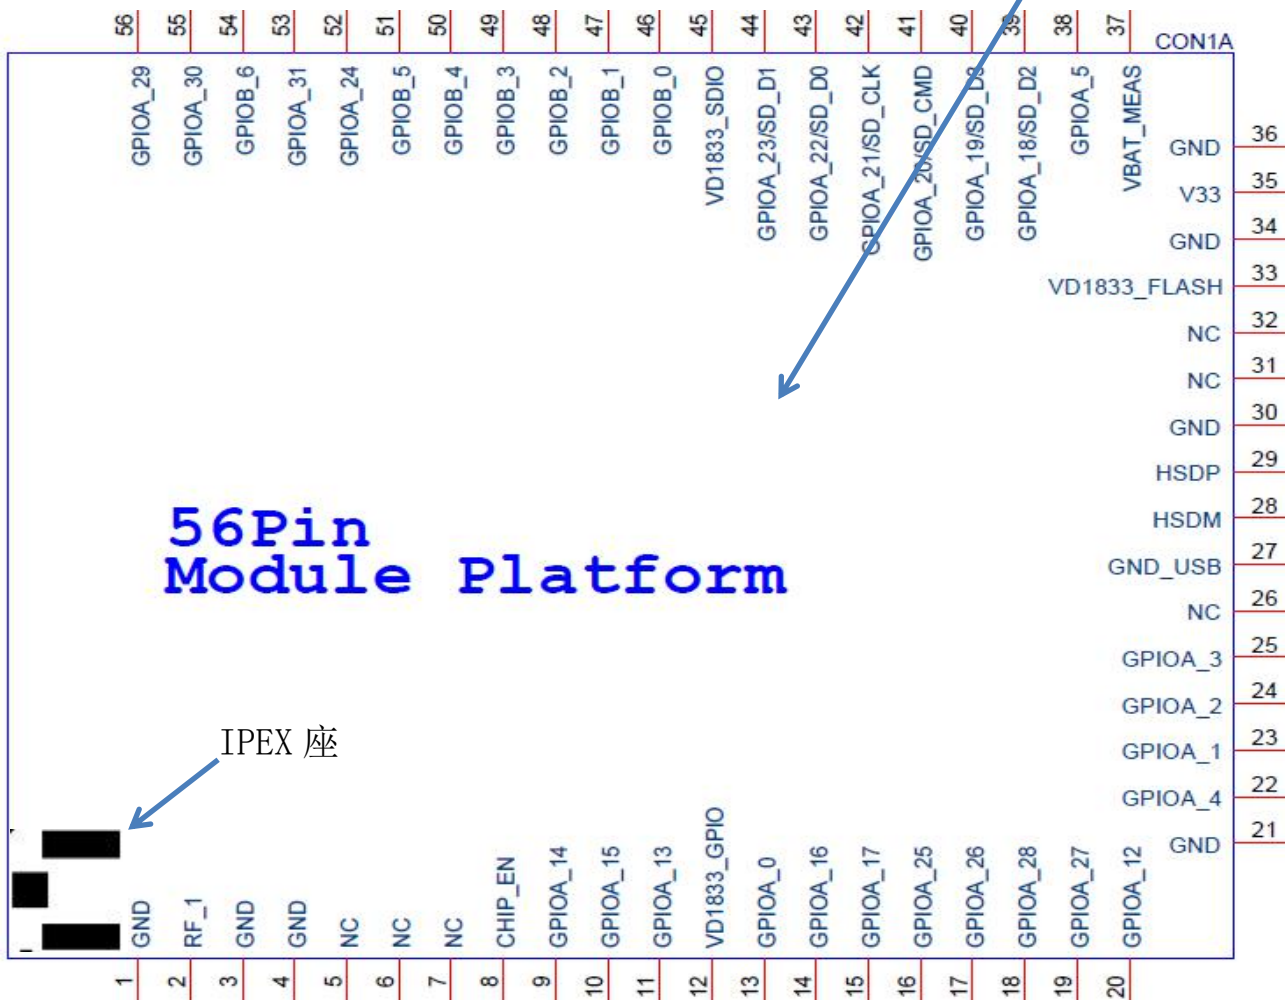 56 55 54 53 52 51 50 49 48 47 46 45 44 43 42 41 40 39 38 37
CON1A
GPIOA_29
GPIOA_30
GPIOB_6
GPIOA_31
GPIOA_24
GPIOB_5
GPIOB_4
GPIOB_3
GPIOB_2
GPIOB_1
GPIOB_0
VD1833_SDIO
GPIOA_23/SD_D1
GPIOA_22/SD_D0
GPIOA_21/SD_CLK
GPIOA_20/SD_CMD
GPIOA_19/SD_D3
GPIOA_18/SD_D2
GPIOA_5
VBAT_MEAS
GND 36
V33 35
GND 34
VD1833_FLASH 33
NC 32
NC 31
GND 30
HSDP 29
HSDM 28
GND_USB 27
NC 26
GPIOA_3 25
GPIOA_2 24
GPIOA_1 23
GPIOA_4 22
GND 21
56Pin
Module Platform
IPEX 座
GND
RF_1
GND
GND
NC
NC
NC
CHIP_EN
GPIOA_14
GPIOA_15
GPIOA_13
VD1833_GPIO
GPIOA_0
GPIOA_16
GPIOA_17
GPIOA_25
GPIOA_26
GPIOA_28
GPIOA_27
GPIOA_12
1 2 3 4 5 6 7 8 9 10 11 12 13 14 15 16 17 18 19 20